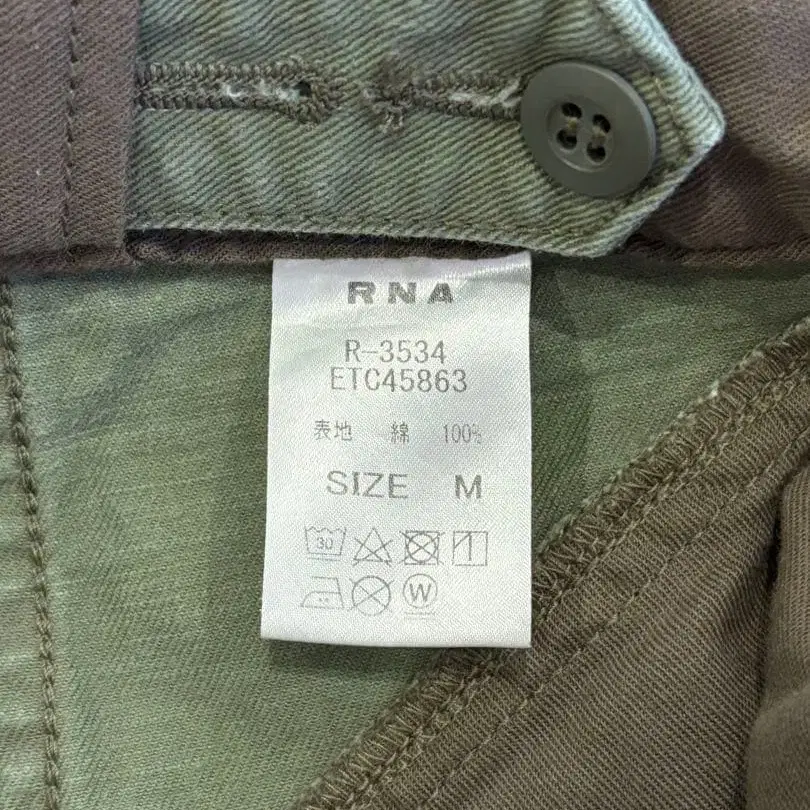 RNA
R-3534
ETC45863
表地 綿 100%
SIZE M
30
W